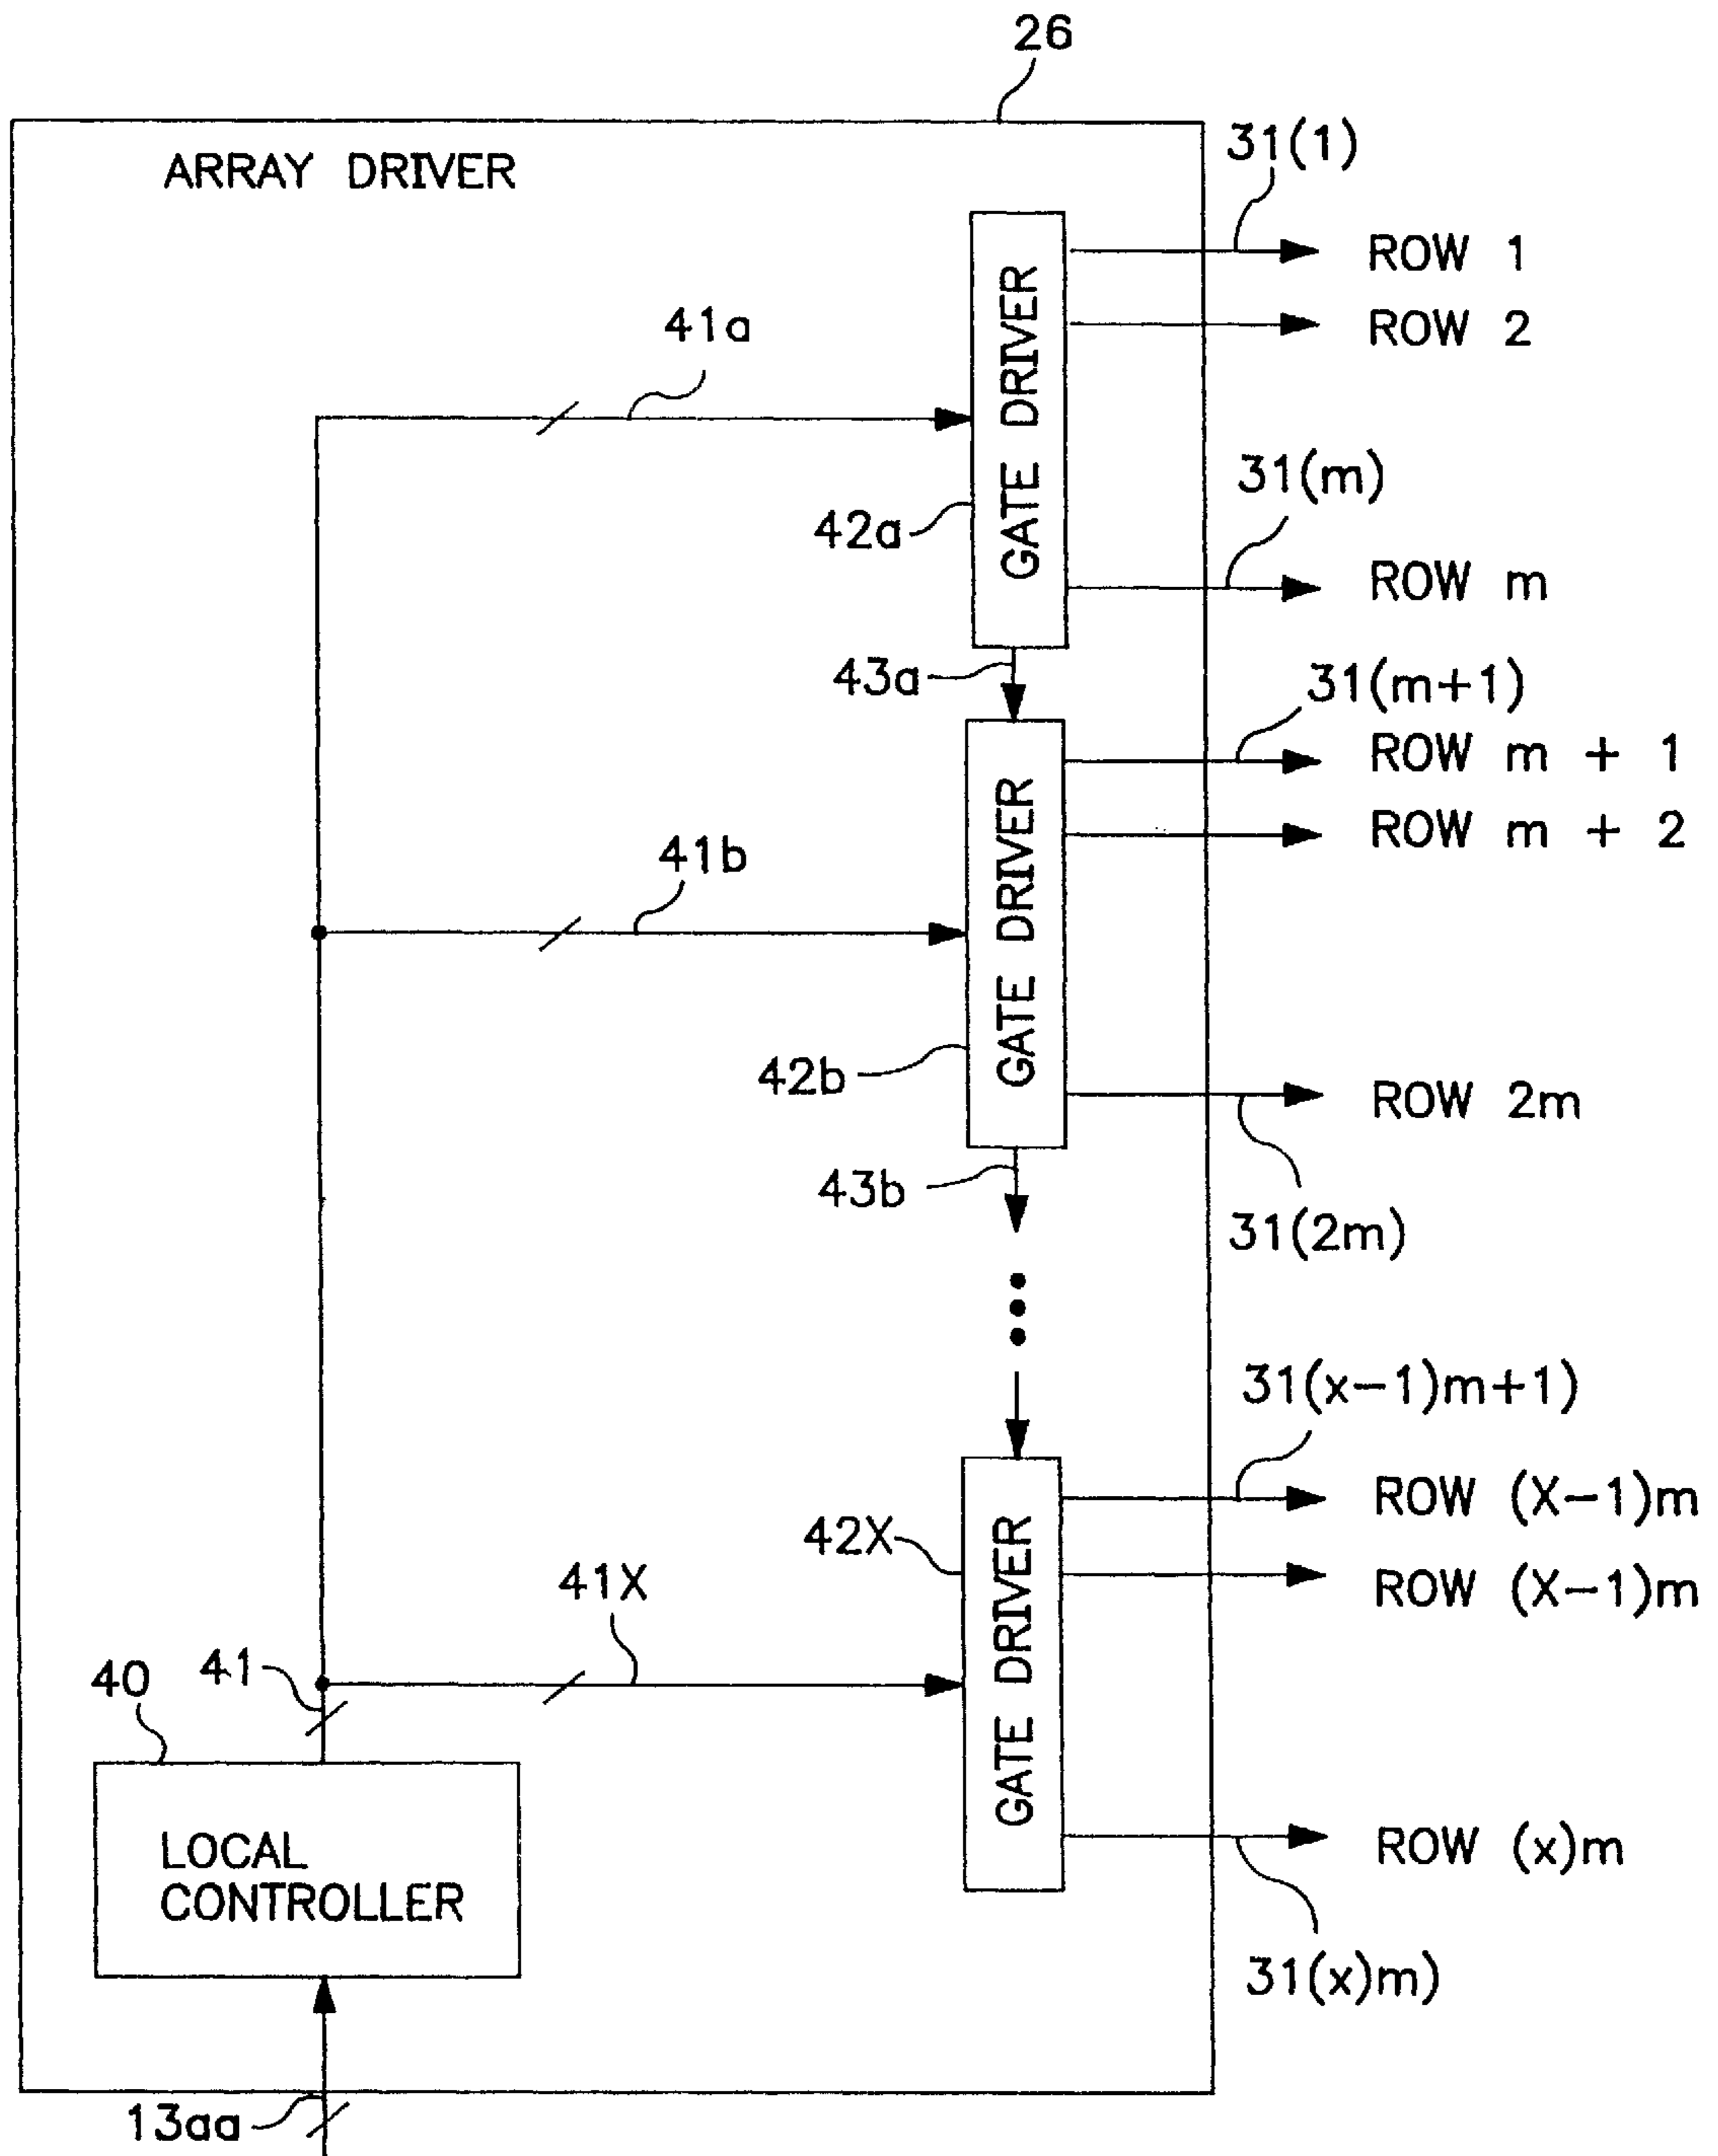 26
ARRAY DRIVER
31(1)
ROW 1
GATE DRIVER
ROW 2
41a
31(m)
42a
ROW m
43a
31(m+1)
ROW m + 1
GATE DRIVER
ROW m + 2
41b
42b
ROW 2m
43b
31(2m)
31(x-1)m+1)
ROW (X-1)m
42X
GATE DRIVER
ROW (X-1)m
41X
40
41
LOCAL
CONTROLLER
ROW (x)m
31(x)m)
13aa